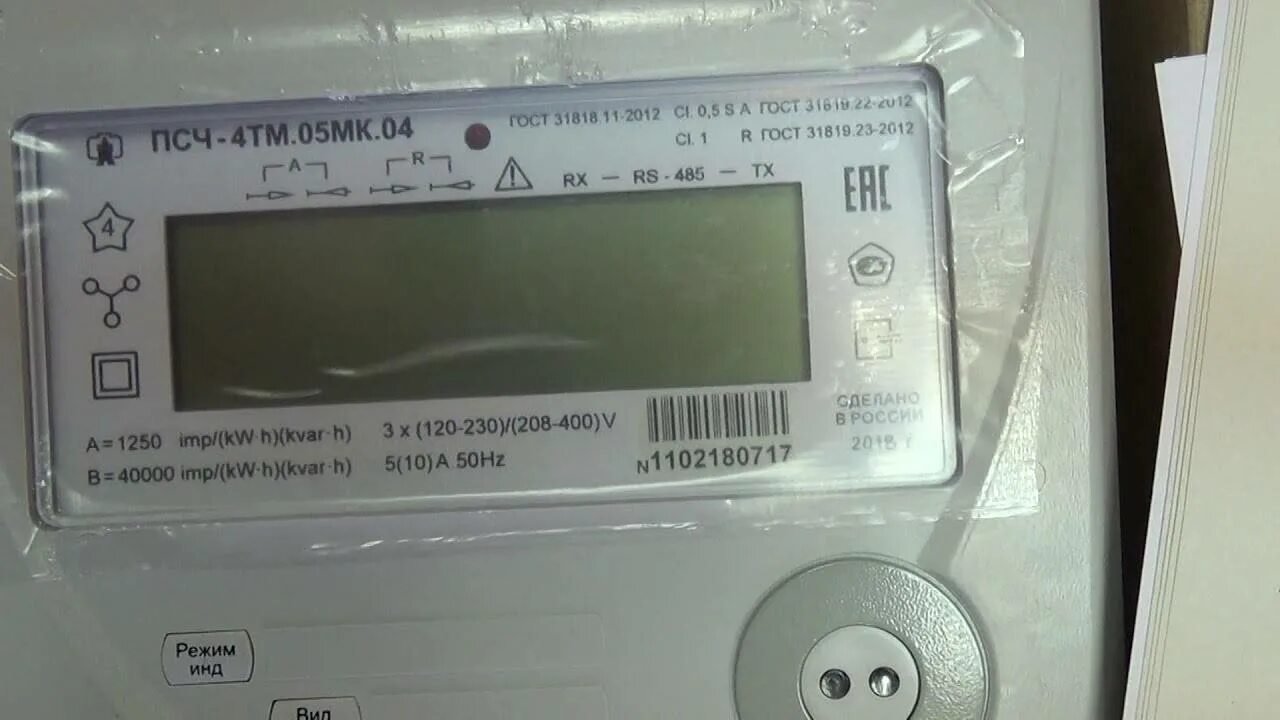 ПСЧ-4ТМ.05МК.04
ГОСТ 31818.11-2012 Cl. 0,5 S A ГОСТ 31819.22-2012
Cl. 1 R ГОСТ 31819.23-2012
A R
RX — RS-485 — TX
EAC
4
A=1250 imp/(kW·h)(kvar·h)
B=40000 imp/(kW·h)(kvar·h)
3 x (120-230)/(208-400)V
5(10)A 50Hz
N1102180717
СДЕЛАНО
В РОССИИ
2018 г
Режим
инд
Вид